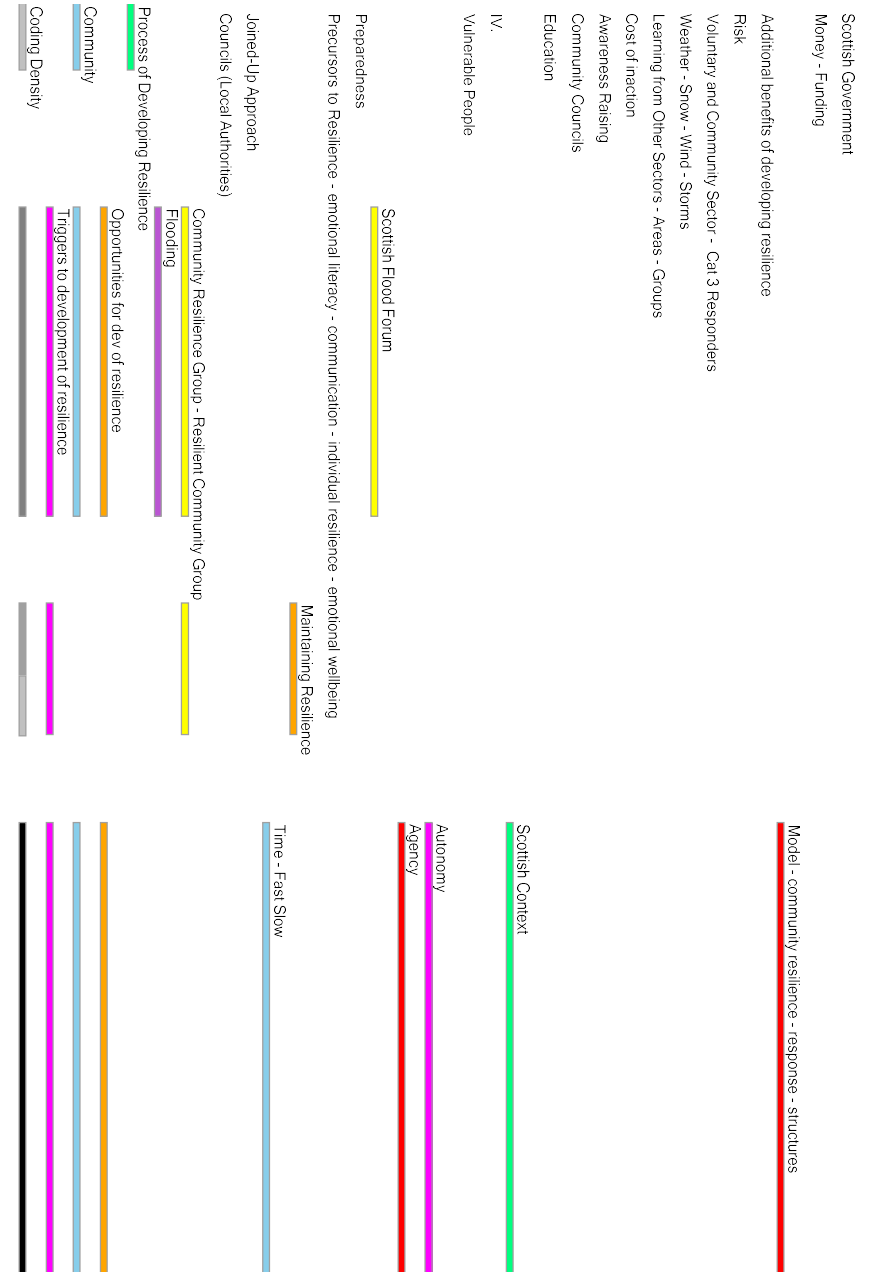 Scottish Government
Money - Funding
Model - community resilience - response - structures
Additional benefits of developing resilience
Risk
Voluntary and Community Sector - Cat 3 Responders
Weather - Snow - Wind - Storms
Learning from Other Sectors - Areas - Groups
Cost of inaction
Awareness Raising
Community Councils
Education
Scottish Context
IV.
Vulnerable People
Autonomy
Agency
Scottish Flood Forum
Preparedness
Precursors to Resilience - emotional literacy - communication - individual resilience - emotional wellbeing
Maintaining Resilience
Time - Fast Slow
Joined-Up Approach
Councils (Local Authorities)
Community Resilience Group - Resilient Community Group
Flooding
Process of Developing Resilience
Opportunities for dev of resilience
Community
Triggers to development of resilience
Coding Density